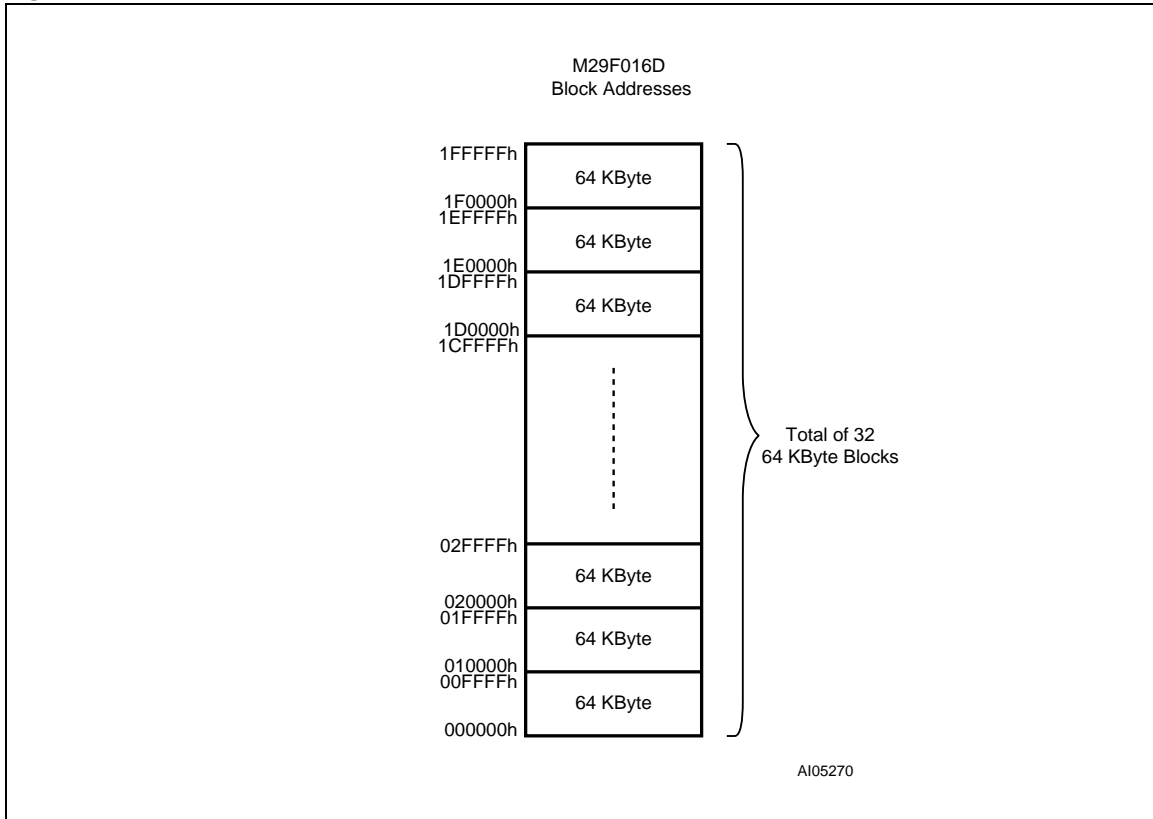 M29F016D
Block Addresses
1FFFFFh
64 KByte
1F0000h
1EFFFFh
64 KByte
1E0000h
1DFFFFh
64 KByte
1D0000h
1CFFFFh
Total of 32
64 KByte Blocks
02FFFFh
64 KByte
020000h
01FFFFh
64 KByte
010000h
00FFFFh
64 KByte
000000h
AI05270